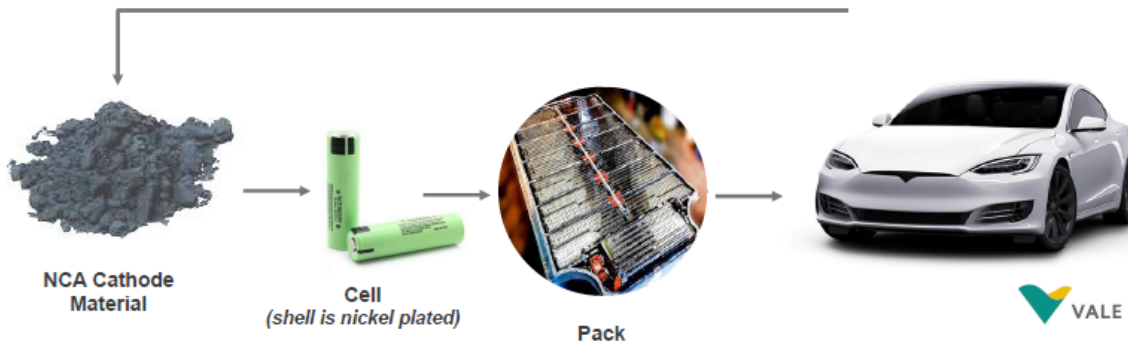 NCA Cathode
Material
Cell
(shell is nickel plated)
Pack
VALE